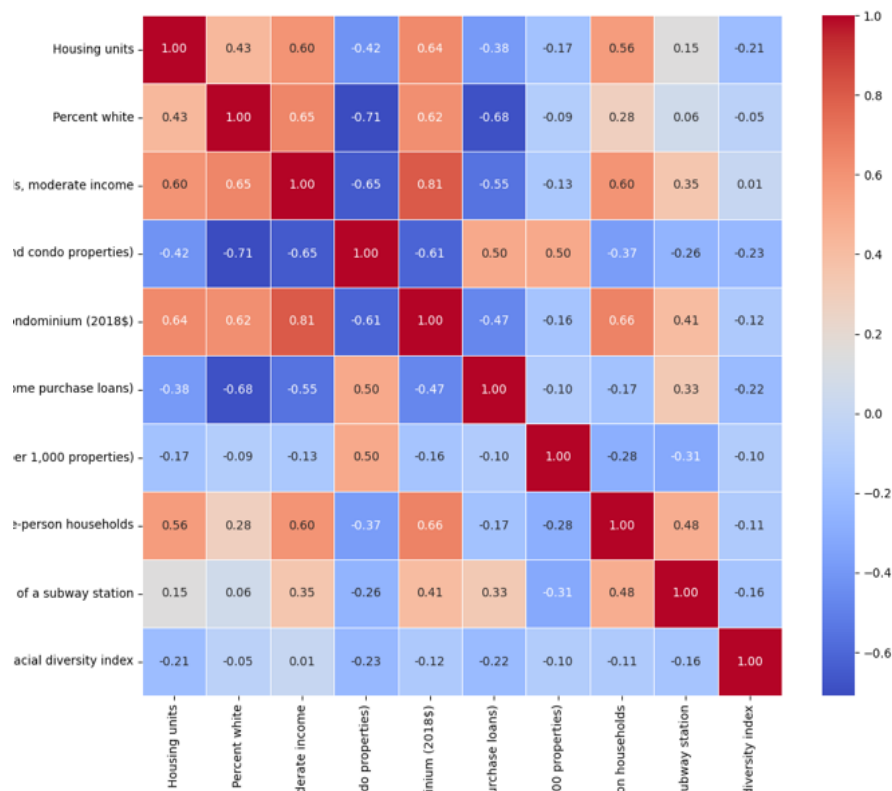 Housing units 1.00 0.43 0.60 -0.42 0.64 -0.38 -0.17 0.56 0.15 -0.21
Percent white 0.43 1.00 0.65 -0.71 0.62 -0.68 -0.09 0.28 0.06 -0.05
s, moderate income 0.60 0.65 1.00 -0.65 0.81 -0.55 -0.13 0.60 0.35 0.01
nd condo properties) -0.42 -0.71 -0.65 1.00 -0.61 0.50 0.50 -0.37 -0.26 -0.23
ondominium (2018$) 0.64 0.62 0.81 -0.61 1.00 -0.47 -0.16 0.66 0.41 -0.12
ome purchase loans) -0.38 -0.68 -0.55 0.50 -0.47 1.00 -0.10 -0.17 0.33 -0.22
er 1,000 properties) -0.17 -0.09 -0.13 0.50 -0.16 -0.10 1.00 -0.28 -0.31 -0.10
e-person households 0.56 0.28 0.60 -0.37 0.66 -0.17 -0.28 1.00 0.48 -0.11
of a subway station 0.15 0.06 0.35 -0.26 0.41 0.33 -0.31 0.48 1.00 -0.16
acial diversity index -0.21 -0.05 0.01 -0.23 -0.12 -0.22 -0.10 -0.11 -0.16 1.00
Housing units
Percent white
derate income
do properties)
inium (2018$)
urchase loans)
00 properties)
on households
ubway station
diversity index
1.0
0.8
0.6
0.4
0.2
0.0
−0.2
−0.4
−0.6